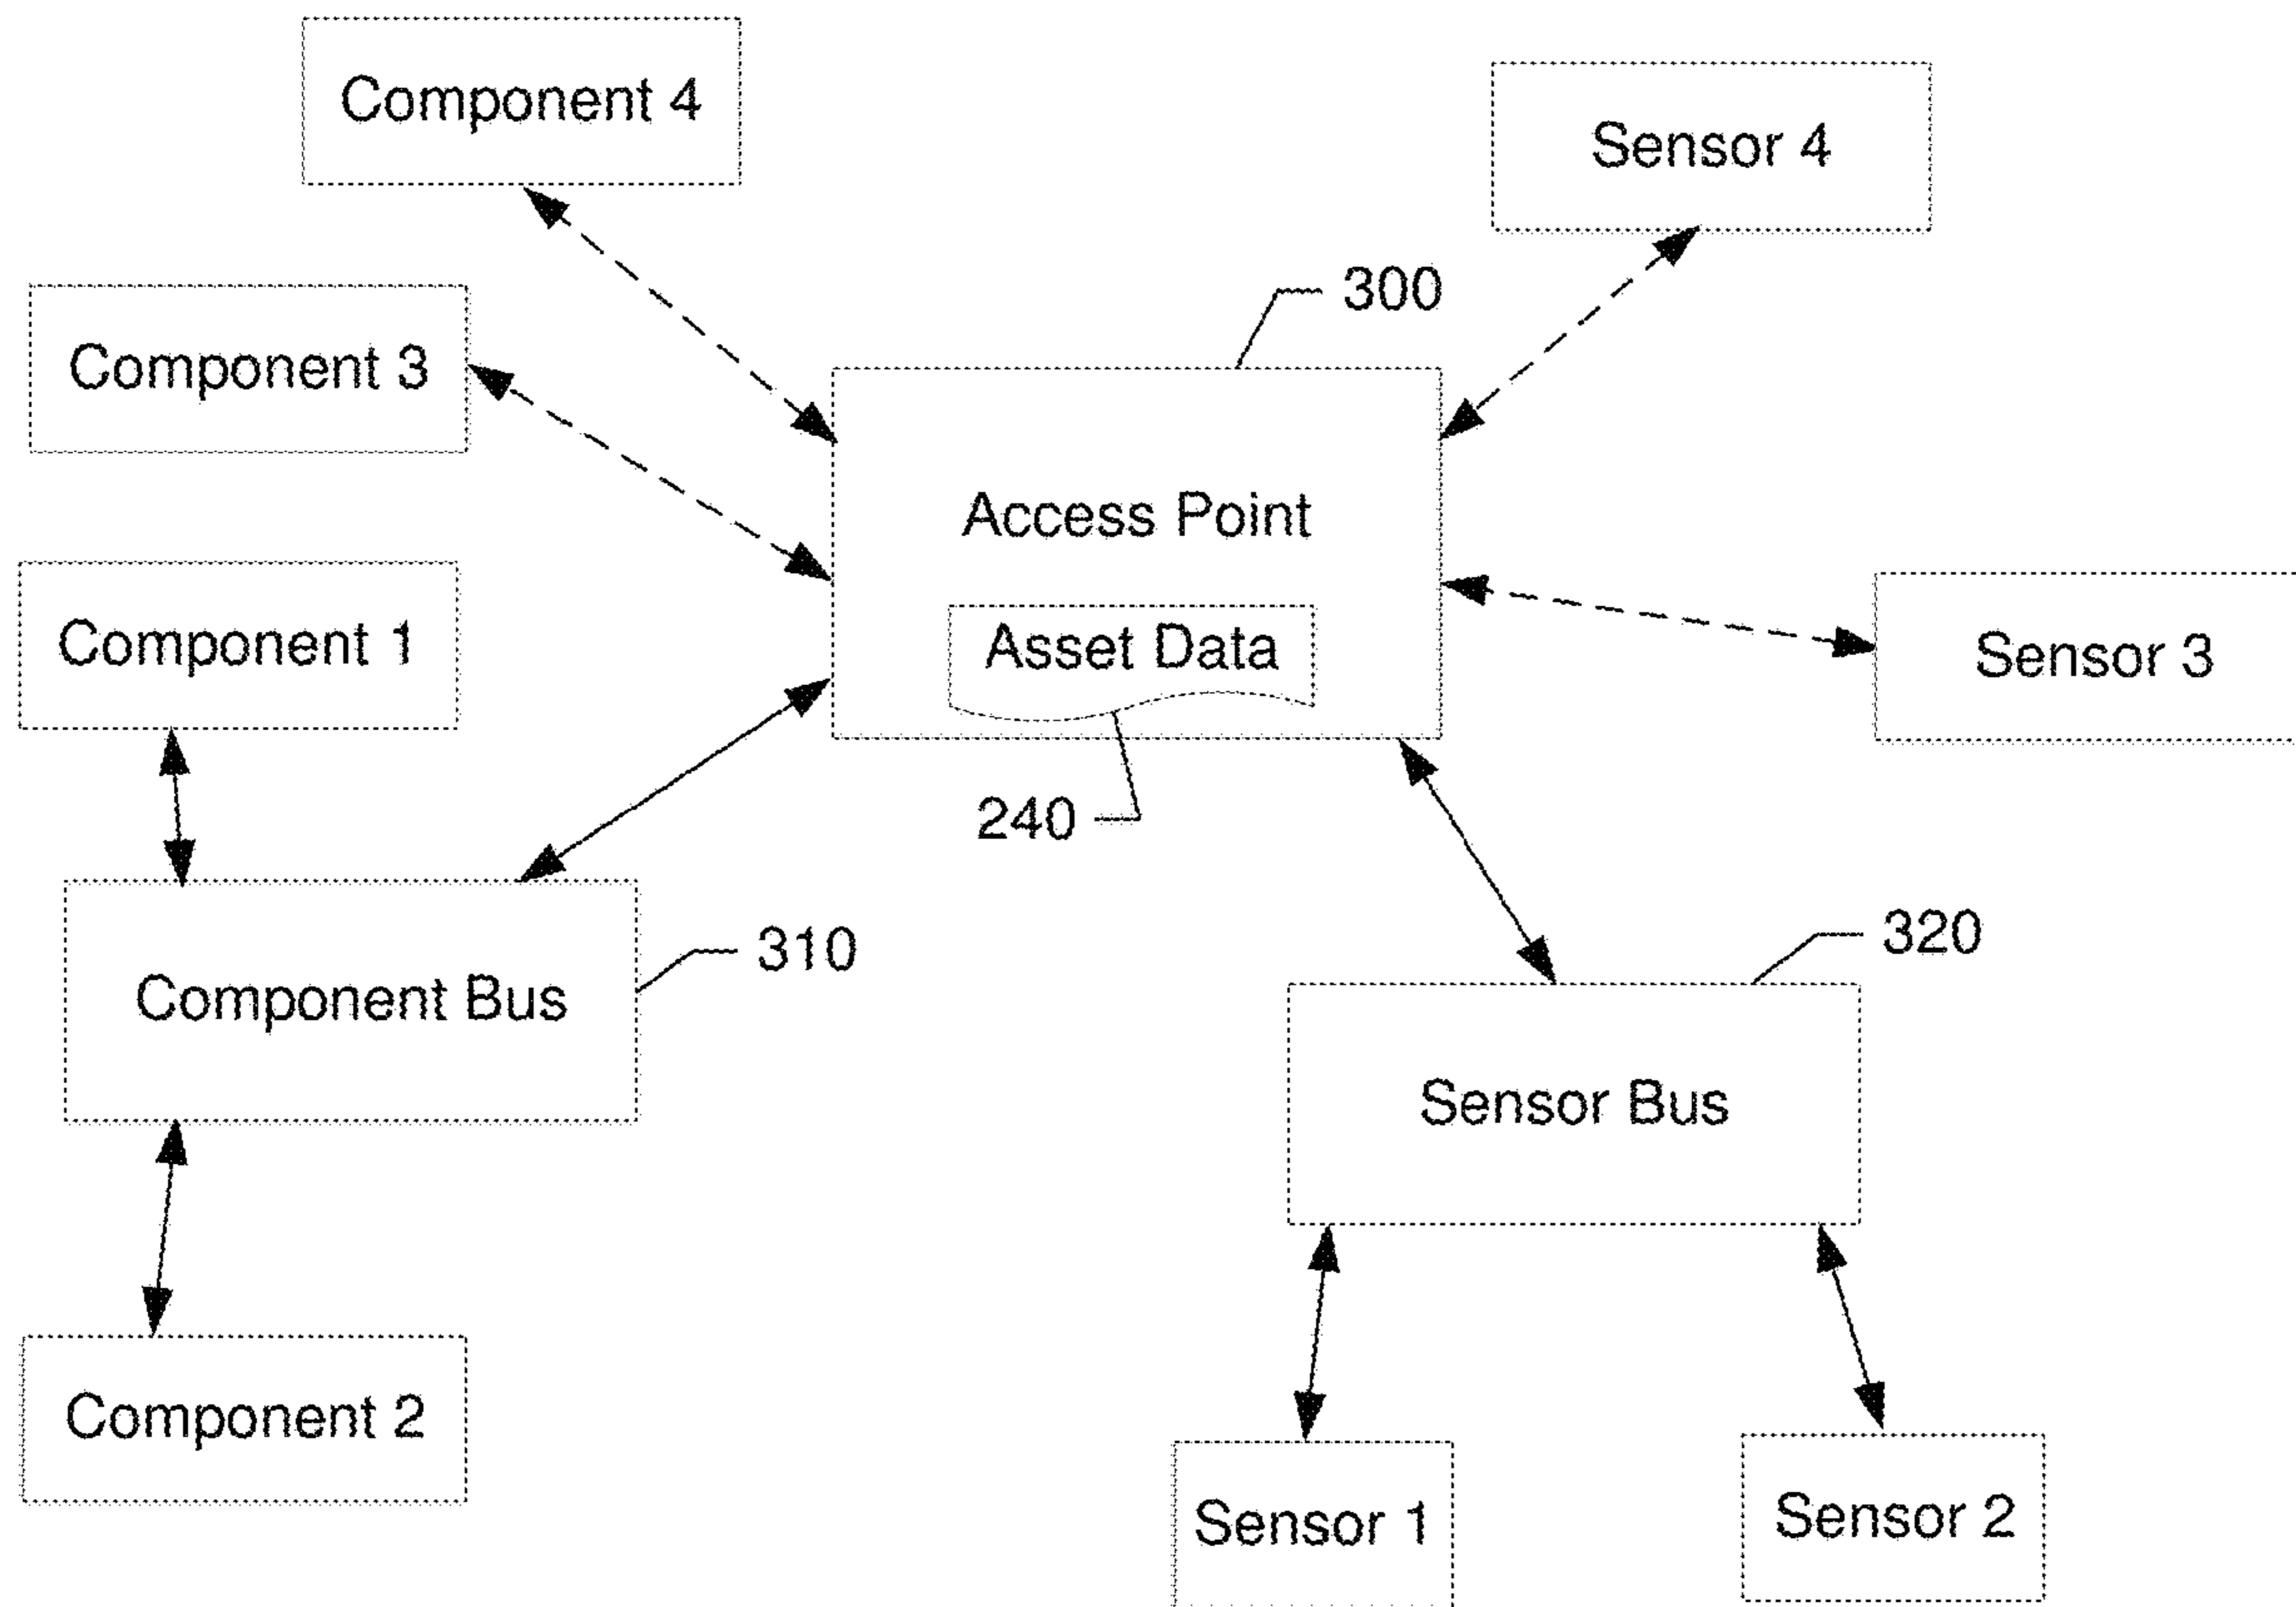 Component 4
Sensor 4
300
Component 3
Access Point
Component 1
Asset Data
Sensor 3
240
310
320
Component Bus
Sensor Bus
Component 2
Sensor 1
Sensor 2